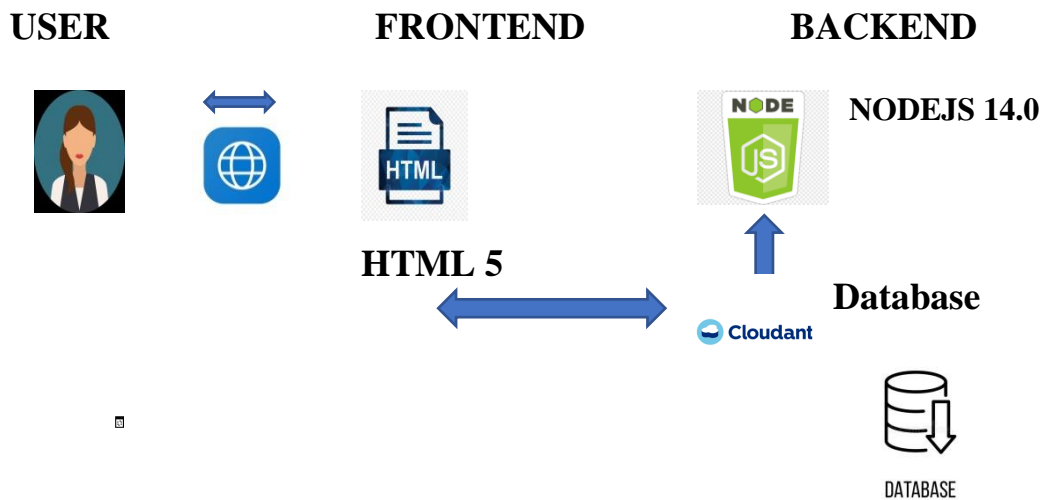 USER
FRONTEND
BACKEND
HTML
NODE
JS
NODEJS 14.0
HTML 5
Database
Cloudant
DATABASE